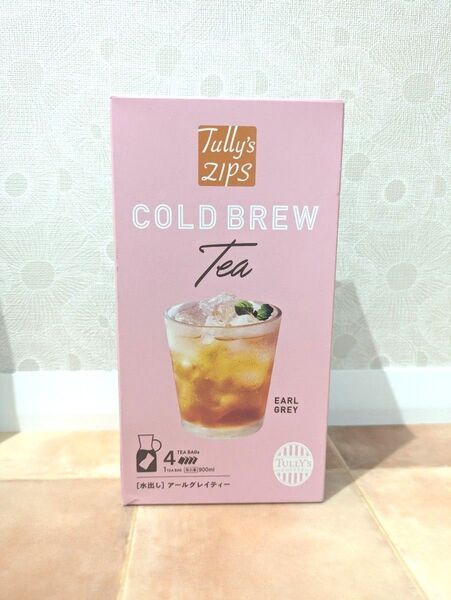 Tully's
ZIPS
COLD BREW
Tea
EARL
GREY
4 TEA BAGs
1 TEA BAG 900ml
TULLY'S
[水出し] アールグレイティー